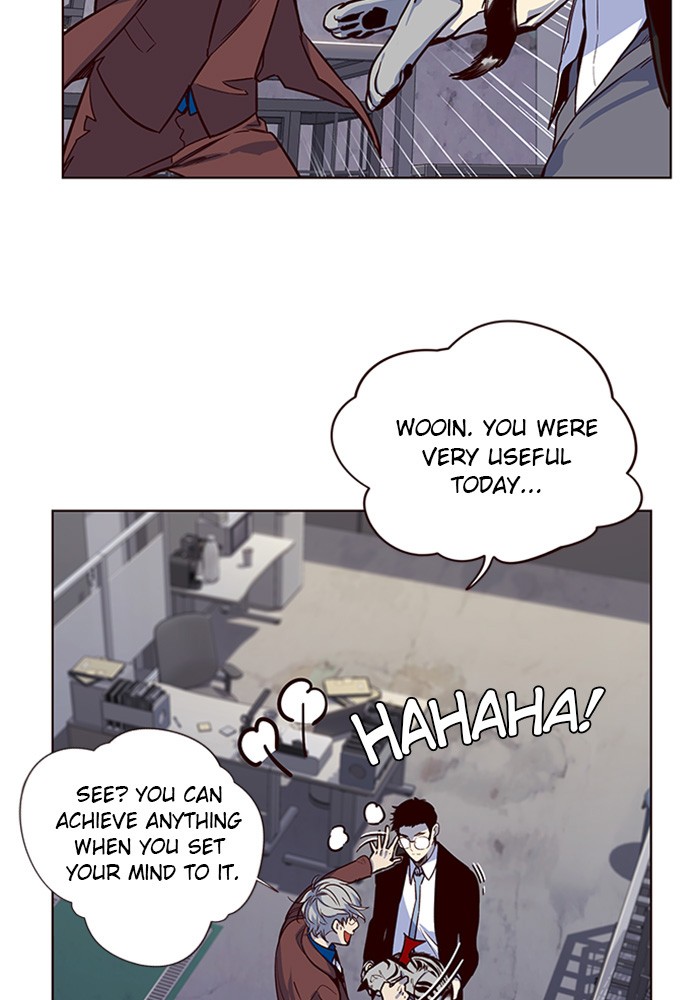 WOOIN. YOU WERE
VERY USEFUL
TODAY...
HAHAHA!
SEE? YOU CAN
ACHIEVE ANYTHING
WHEN YOU SET
YOUR MIND TO IT.